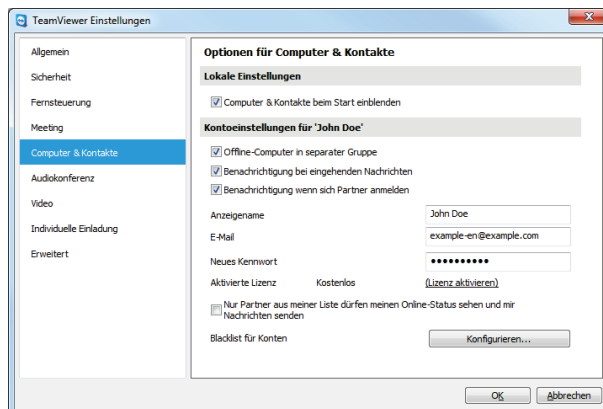 TeamViewer Einstellungen
Allgemein
Sicherheit
Fernsteuerung
Meeting
Computer & Kontakte
Audiokonferenz
Video
Individuelle Einladung
Erweitert
Optionen für Computer & Kontakte
Lokale Einstellungen
Computer & Kontakte beim Start einblenden
Kontoeinstellungen für 'John Doe'
Offline-Computer in separater Gruppe
Benachrichtigung bei eingehenden Nachrichten
Benachrichtigung wenn sich Partner anmelden
Anzeigename John Doe
E-Mail example-en@example.com
Neues Kennwort ••••••••••
Aktivierte Lizenz Kostenlos (Lizenz aktivieren)
Nur Partner aus meiner Liste dürfen meinen Online-Status sehen und mir
Nachrichten senden
Blacklist für Konten Konfigurieren...
OK Abbrechen